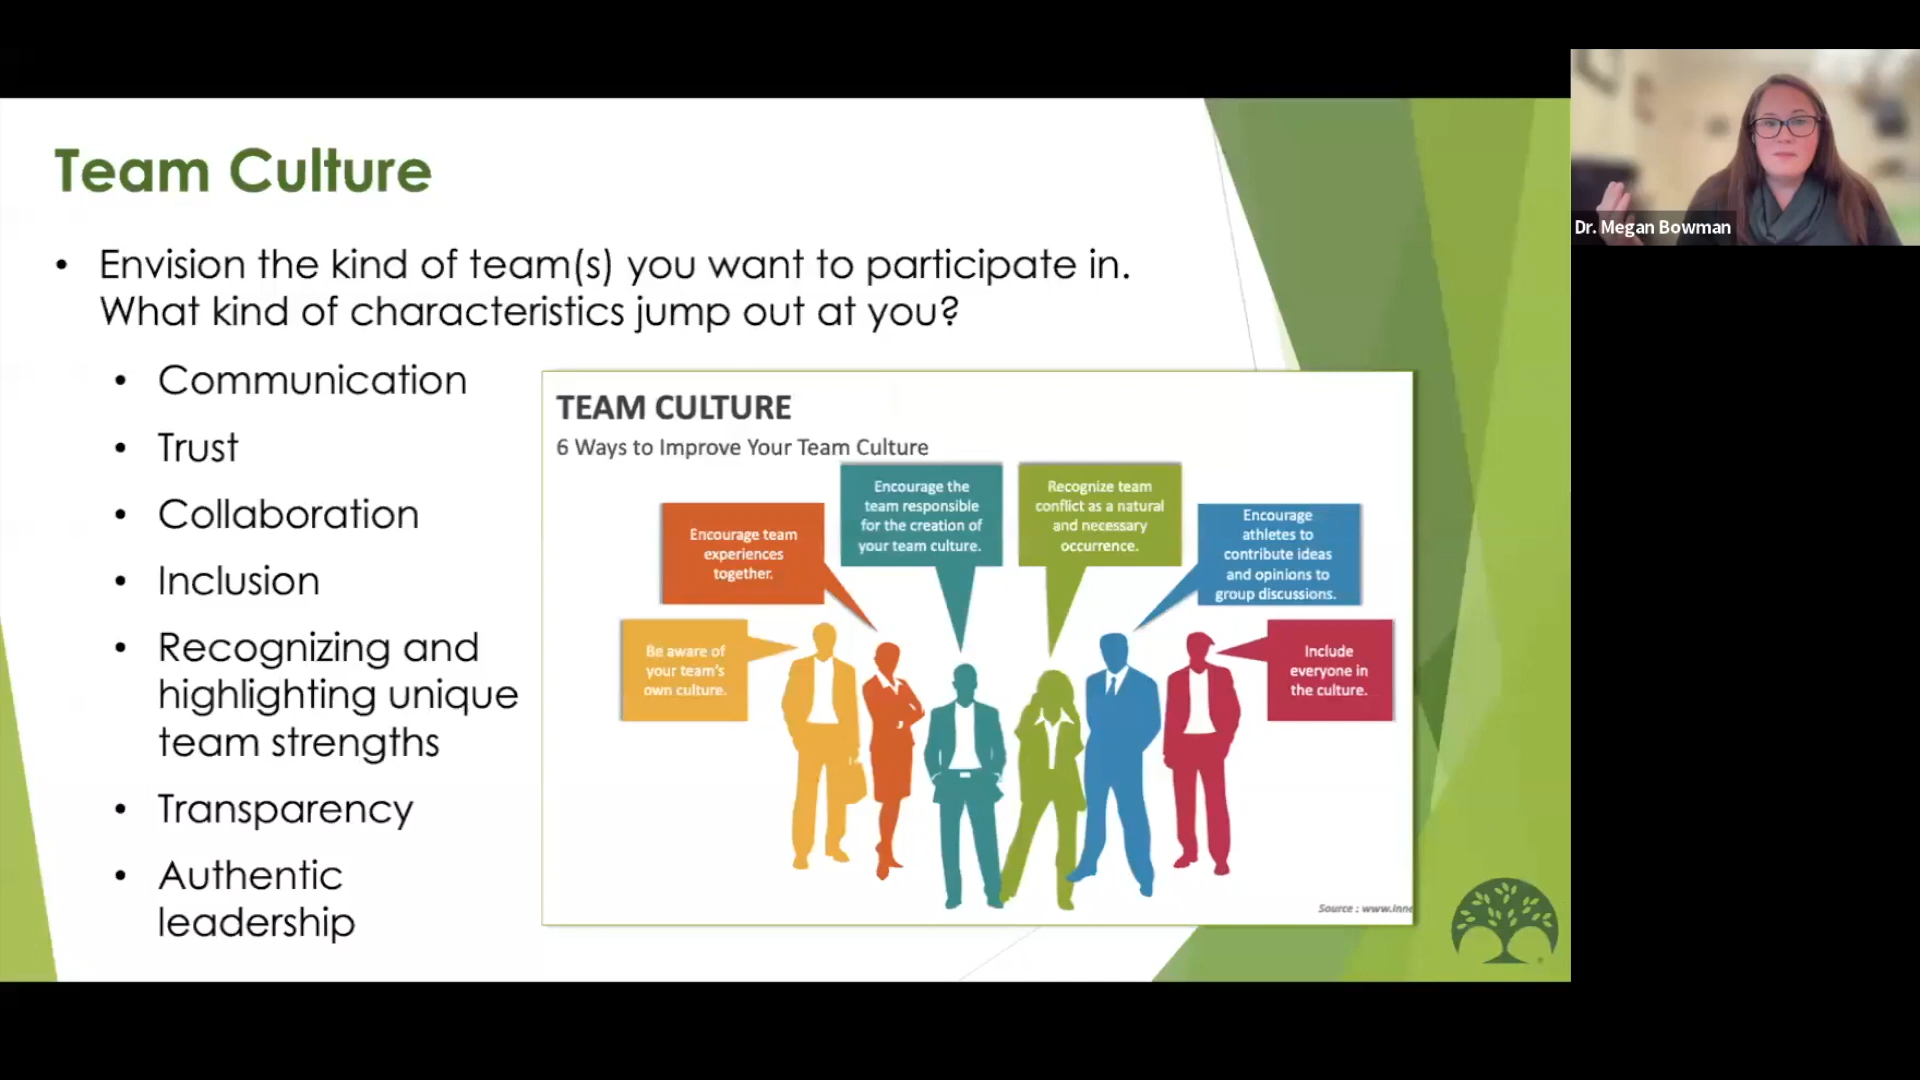 Team Culture
• Envision the kind of team(s) you want to participate in.
What kind of characteristics jump out at you?
• Communication
• Trust
• Collaboration
• Inclusion
• Recognizing and
highlighting unique
team strengths
• Transparency
• Authentic
leadership
TEAM CULTURE
6 Ways to Improve Your Team Culture
Be aware of
your team's
own culture.
Encourage team
experiences
together.
Encourage the
team responsible
for the creation of
your team culture.
Recognize team
conflict as a natural
and necessary
occurrence.
Encourage
athletes to
contribute ideas
and opinions to
group discussions.
Include
everyone in
the culture.
Source : www.inne
Dr. Megan Bowman